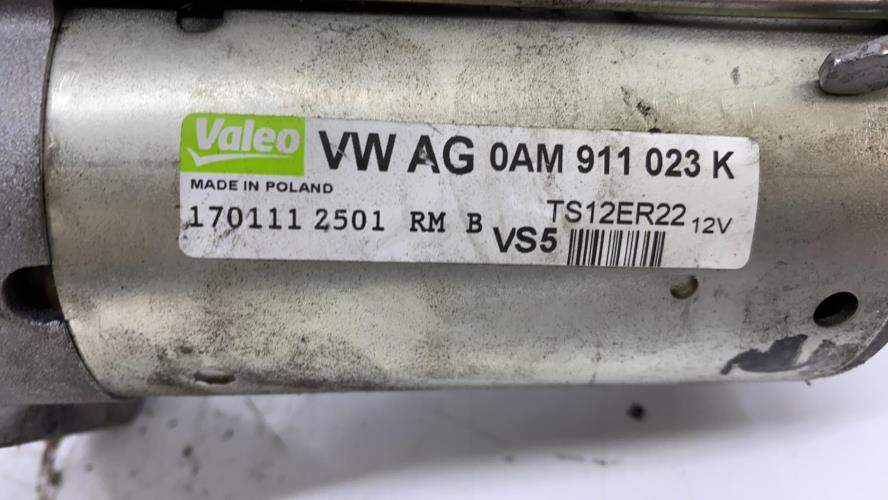 Valeo VW AG 0AM 911 023 K
MADE IN POLAND
170111 2501 RM B VS5 TS12ER22 12V